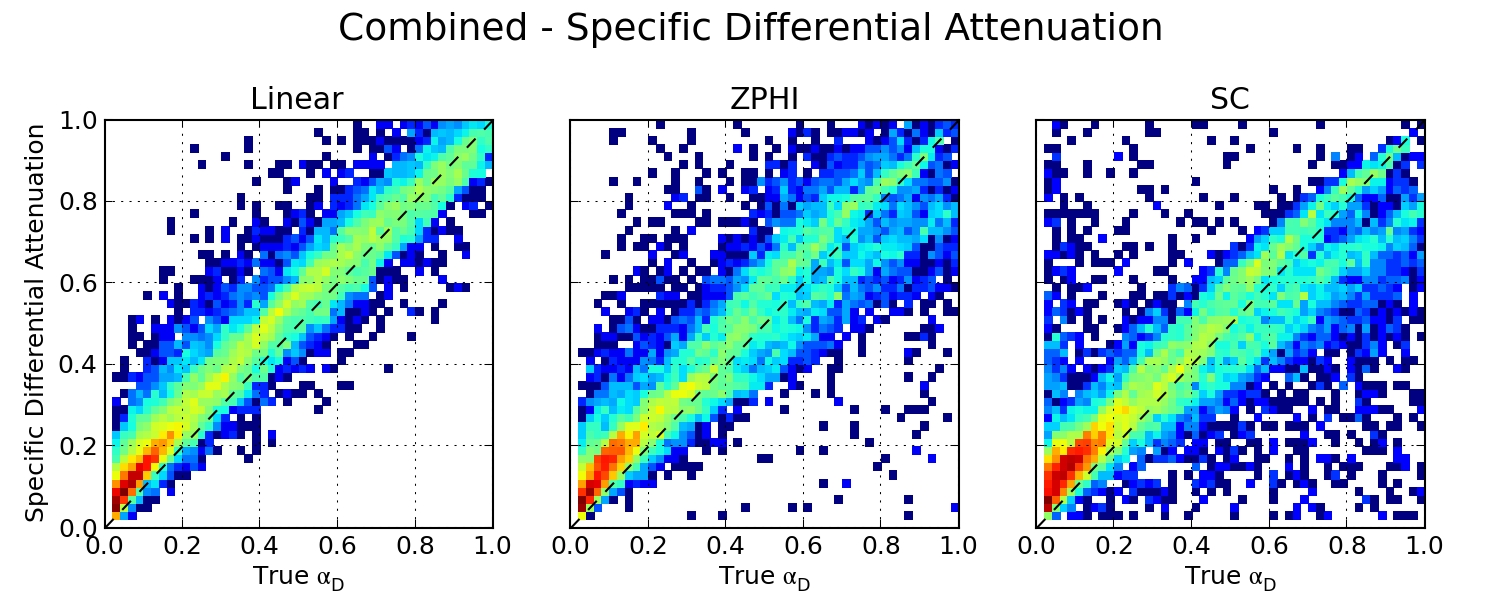 Combined - Specific Differential Attenuation
Linear
ZPHI
SC
Specific Differential Attenuation
1.0
0.8
0.6
0.4
0.2
0.0
0.0 0.2 0.4 0.6 0.8 1.0
0.0 0.2 0.4 0.6 0.8 1.0
0.0 0.2 0.4 0.6 0.8 1.0
True α_D
True α_D
True α_D